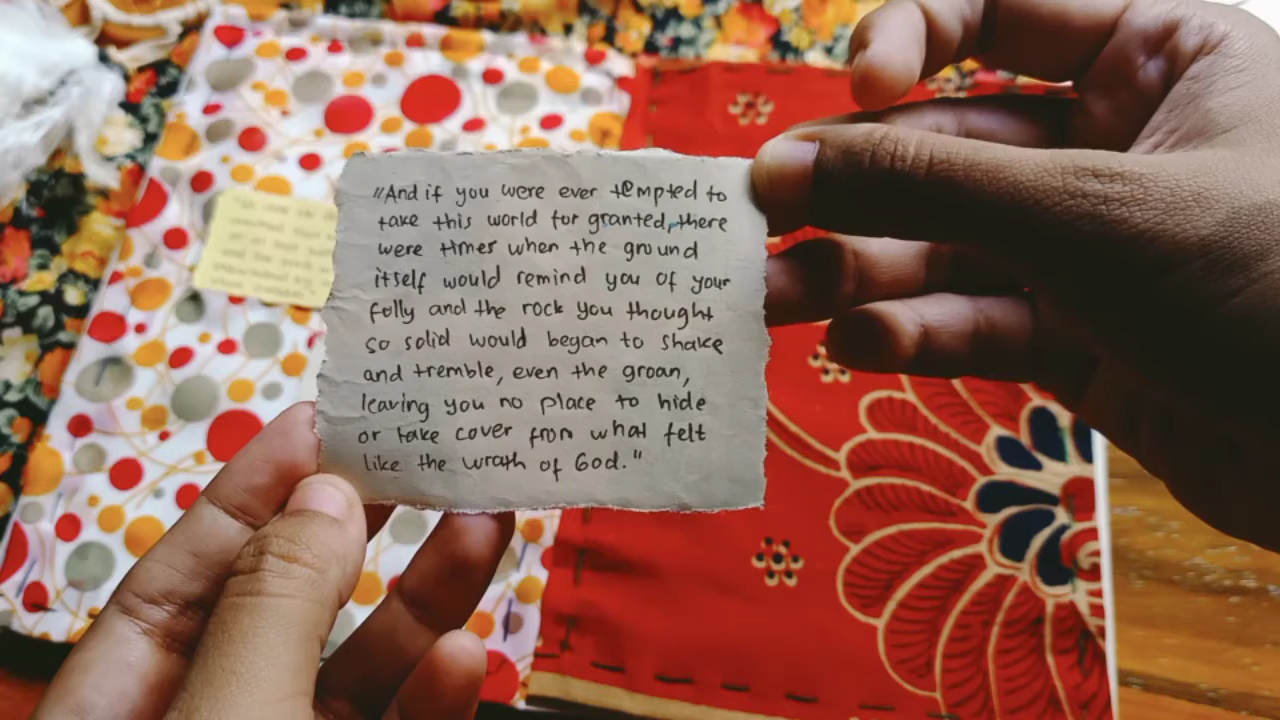 "And if you were ever tempted to
take this world for granted, there
were times when the ground
itself would remind you of your
folly and the rock you thought
so solid would began to shake
and tremble, even the groan,
leaving you no place to hide
or take cover from what felt
like the wrath of God."